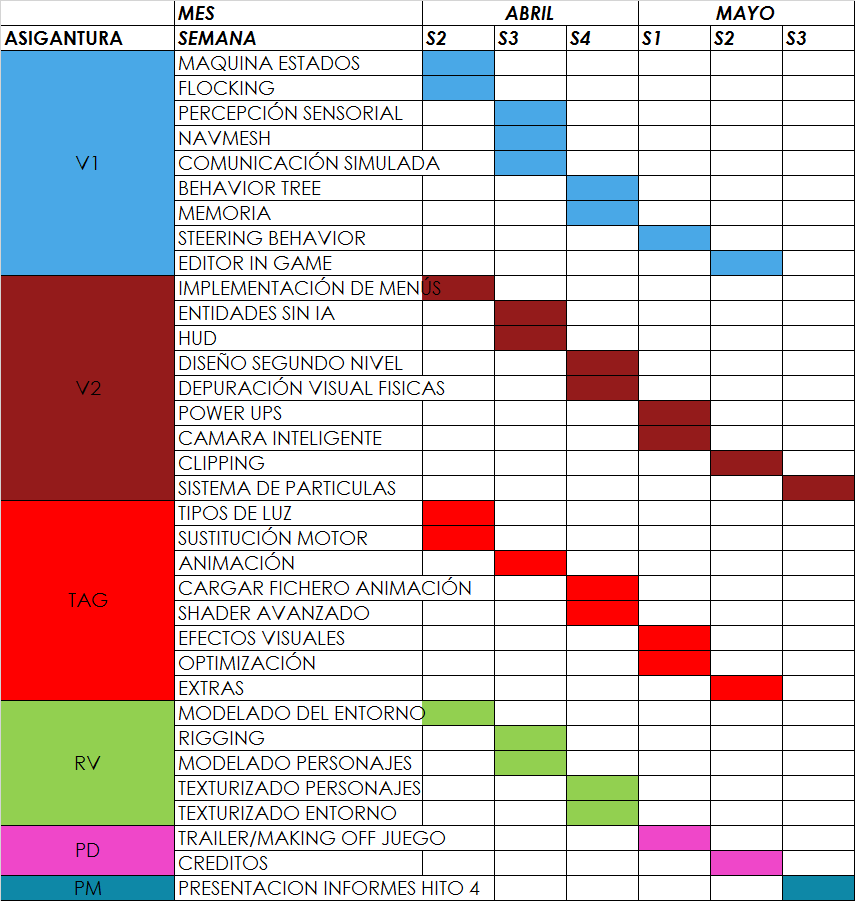 MES ABRIL MAYO
ASIGANTURA SEMANA S2 S3 S4 S1 S2 S3
V1
MAQUINA ESTADOS
FLOCKING
PERCEPCIÓN SENSORIAL
NAVMESH
COMUNICACIÓN SIMULADA
BEHAVIOR TREE
MEMORIA
STEERING BEHAVIOR
EDITOR IN GAME
V2
IMPLEMENTACIÓN DE MENÚS
ENTIDADES SIN IA
HUD
DISEÑO SEGUNDO NIVEL
DEPURACIÓN VISUAL FISICAS
POWER UPS
CAMARA INTELIGENTE
CLIPPING
SISTEMA DE PARTICULAS
TAG
TIPOS DE LUZ
SUSTITUCIÓN MOTOR
ANIMACIÓN
CARGAR FICHERO ANIMACIÓN
SHADER AVANZADO
EFECTOS VISUALES
OPTIMIZACIÓN
EXTRAS
RV
MODELADO DEL ENTORNO
RIGGING
MODELADO PERSONAJES
TEXTURIZADO PERSONAJES
TEXTURIZADO ENTORNO
PD
TRAILER/MAKING OFF JUEGO
CREDITOS
PM PRESENTACION INFORMES HITO 4